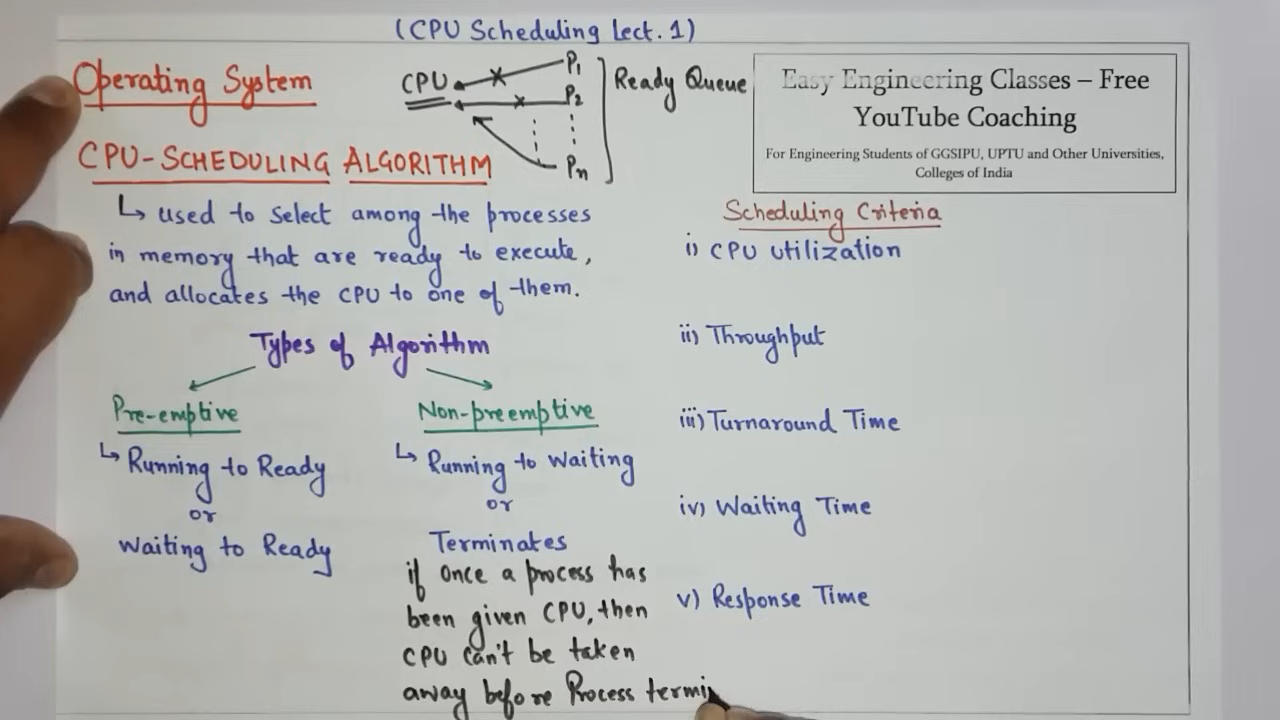 (CPU Scheduling Lect. 1)
Operating System
CPU
P1
P2
Pn
Ready Queue
Easy Engineering Classes – Free
YouTube Coaching
For Engineering Students of GGSIPU, UPTU and Other Universities,
Colleges of India
CPU-SCHEDULING ALGORITHM
used to select among the processes
in memory that are ready to execute,
and allocates the CPU to one of them.
Types of Algorithm
Pre-emptive
Running to Ready
or
Waiting to Ready
Non-preemptive
Running to Waiting
or
Terminates
if once a process has
been given CPU, then
CPU can't be taken
away before Process termi
Scheduling Criteria
i) CPU utilization
ii) Throughput
iii) Turnaround Time
iv) Waiting Time
v) Response Time